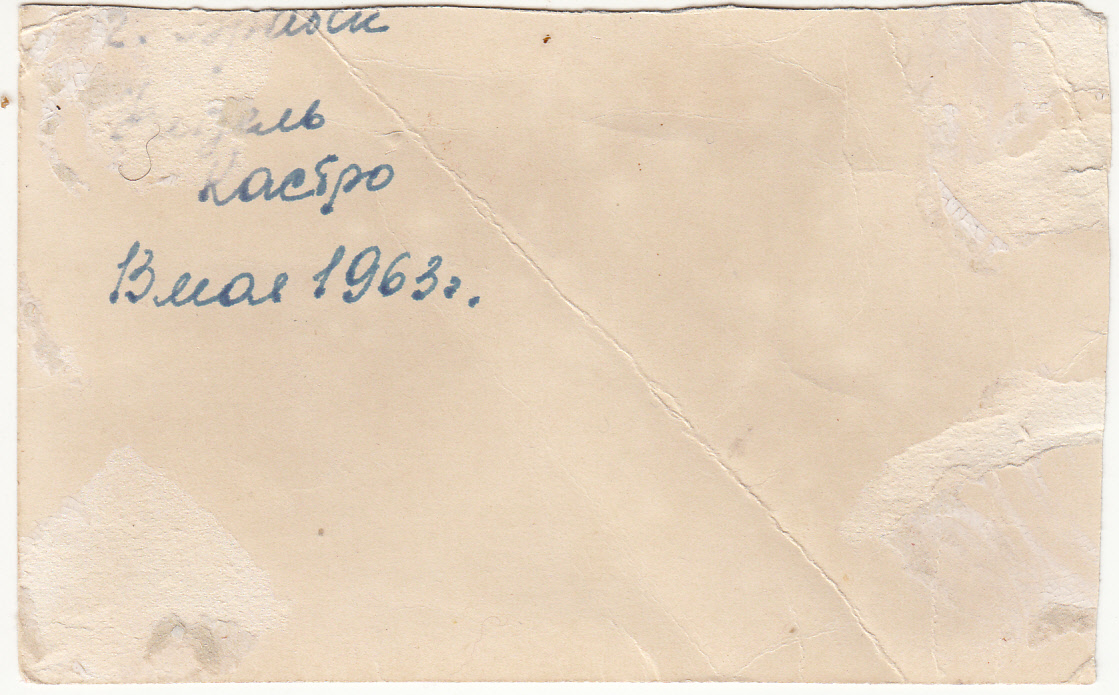 г.
Фидель
Кастро
13 мая 1963г.